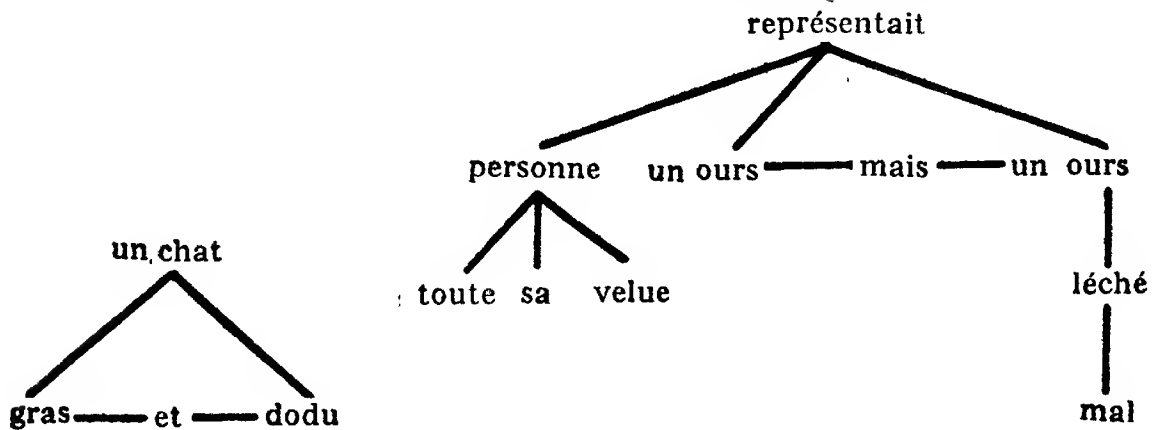 représentait
personne un ours mais un ours
un chat
toute sa velue
léché
gras et dodu
mal